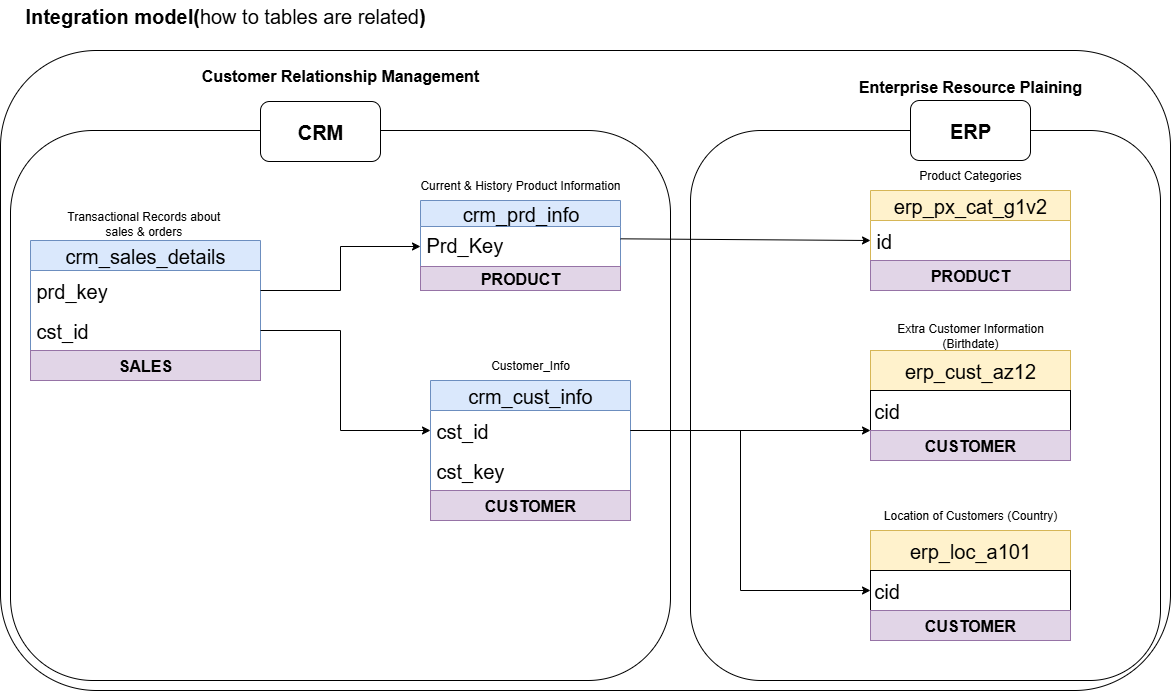 Integration model(how to tables are related)
Customer Relationship Management
CRM
Transactional Records about
sales & orders
crm_sales_details
prd_key
cst_id
SALES
Current & History Product Information
crm_prd_info
Prd_Key
PRODUCT
Customer_Info
crm_cust_info
cst_id
cst_key
CUSTOMER
Enterprise Resource Plaining
ERP
Product Categories
erp_px_cat_g1v2
id
PRODUCT
Extra Customer Information
(Birthdate)
erp_cust_az12
cid
CUSTOMER
Location of Customers (Country)
erp_loc_a101
cid
CUSTOMER